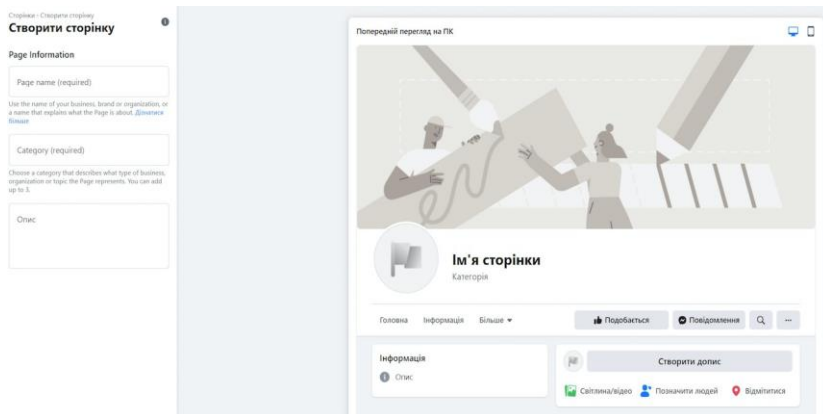 Сторінки › Створити сторінку
Створити сторінку
Page Information
Page name (required)
Use the name of your business, brand or organization, or
a name that explains what the Page is about. Дізнатися
більше
Category (required)
Choose a category that describes what type of business,
organization or topic the Page represents. You can add
up to 3.
Опис
Попередній перегляд на ПК
Ім'я сторінки
Категорія
Головна Інформація Більше
Подобається Повідомлення
Інформація
Опис
Створити допис
Світлина/відео Позначити людей Відмітитися